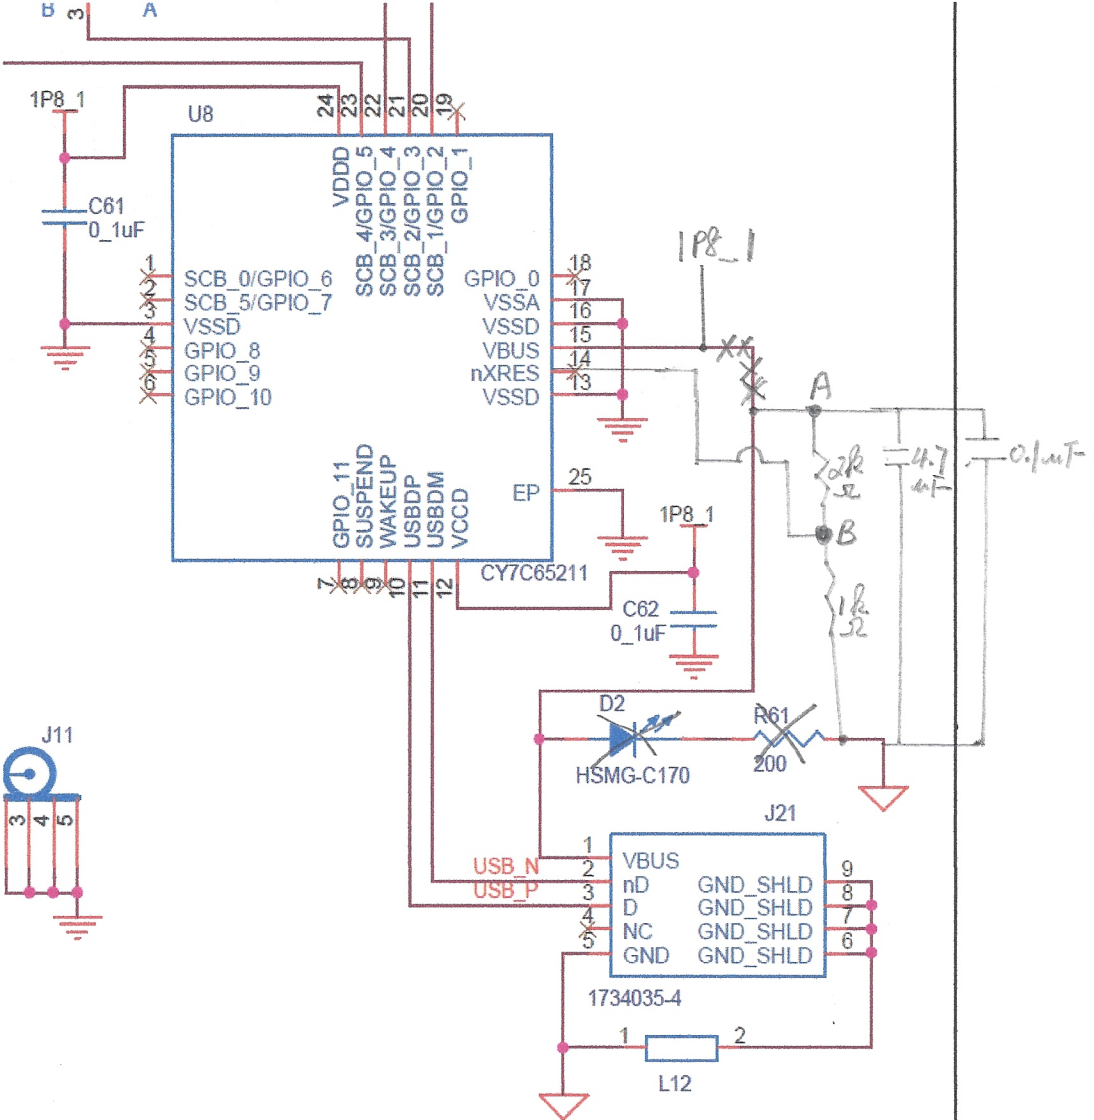 B 3 A
1P8_1
U8
24 23 22 21 20 19
VDDD
SCB_4/GPIO_5
SCB_3/GPIO_4
SCB_2/GPIO_3
SCB_1/GPIO_2
GPIO_1
C61
0_1uF
1 SCB_0/GPIO_6
2 SCB_5/GPIO_7
3 VSSD
4 GPIO_8
5 GPIO_9
6 GPIO_10
GPIO_0 18
VSSA 17
VSSD 16
VBUS 15
nXRES 14
VSSD 13
EP 25
1P8_1
A
2k
Ω
4.7
uF
0.1uF
B
1k
Ω
GPIO_11
SUSPEND
WAKEUP
USBDP
USBDM
VCCD
7 8 9 10 11 12
CY7C65211
1P8_1
C62
0_1uF
D2
HSMG-C170
R61
200
J11
3 4 5
J21
USB_N
USB_P
1 VBUS
2 nD
3 D
4 NC
5 GND
GND_SHLD 9
GND_SHLD 8
GND_SHLD 7
GND_SHLD 6
1734035-4
1 2
L12